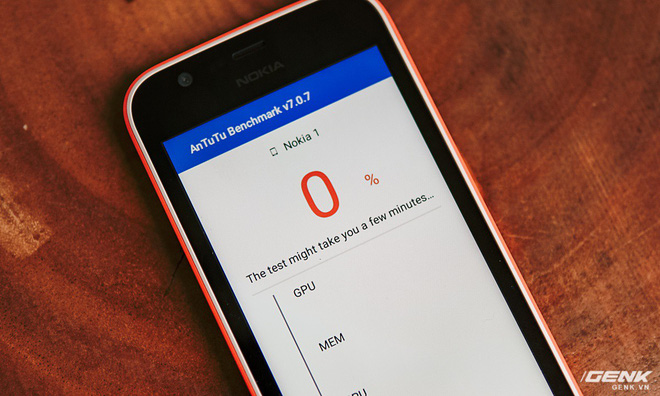 NOKIA
AnTuTu Benchmark v7.0.7
Nokia 1
0 %
The test might take you a few minutes...
GPU
MEM
GENK
GENK.VN